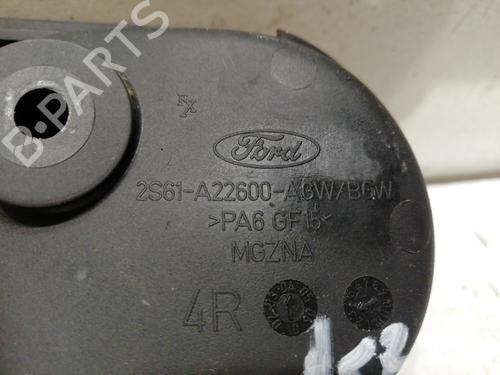 B-PARTS
Ford
2S61-A22600-AGW/BGW
>PA6 GF15<
MGZNA
4R